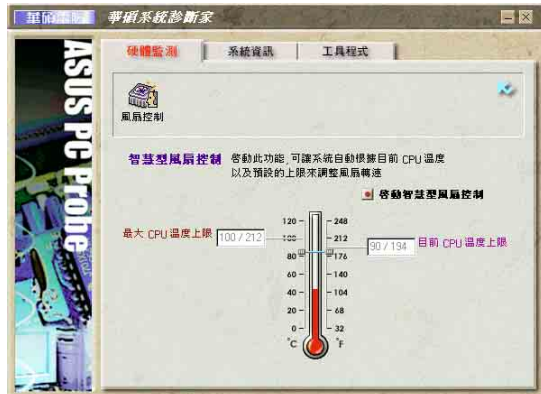 華碩電腦 華碩系統診斷家
ASUS PC Probe
硬體監測 系統資訊 工具程式
風扇控制
智慧型風扇控制 啓動此功能,可讓系統自動根據目前 CPU 溫度
以及預設的上限來調整風扇轉速
啓動智慧型風扇控制
120 248
最大 CPU 溫度上限 100 / 212 100 212
90 / 194 目前 CPU 溫度上限
80 176
60 140
40 104
20 68
0 32
°C °F